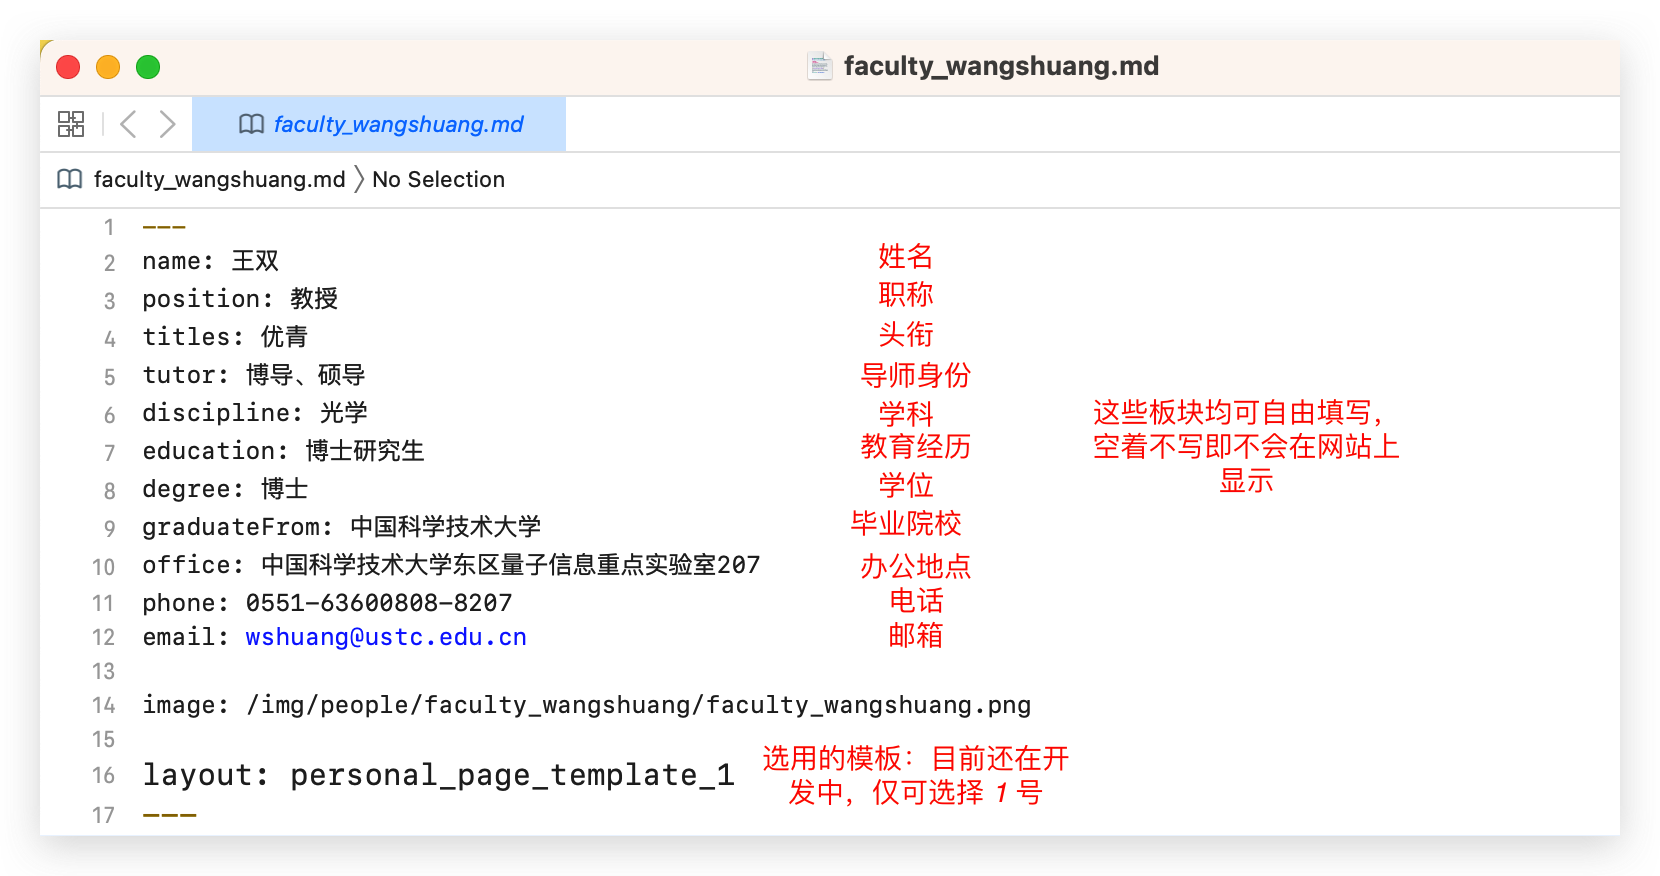 faculty_wangshuang.md
faculty_wangshuang.md
faculty_wangshuang.md 〉No Selection
1 ---
2 name: 王双 姓名
3 position: 教授 职称
4 titles: 优青 头衔
5 tutor: 博导、硕导 导师身份
6 discipline: 光学 学科
7 education: 博士研究生 教育经历
8 degree: 博士 学位
9 graduateFrom: 中国科学技术大学 毕业院校
10 office: 中国科学技术大学东区量子信息重点实验室207 办公地点
11 phone: 0551-63600808-8207 电话
12 email: wshuang@ustc.edu.cn 邮箱
13
14 image: /img/people/faculty_wangshuang/faculty_wangshuang.png
15
16 layout: personal_page_template_1
17 ---
这些板块均可自由填写，
空着不写即不会在网站上
显示
选用的模板：目前还在开
发中，仅可选择 1 号